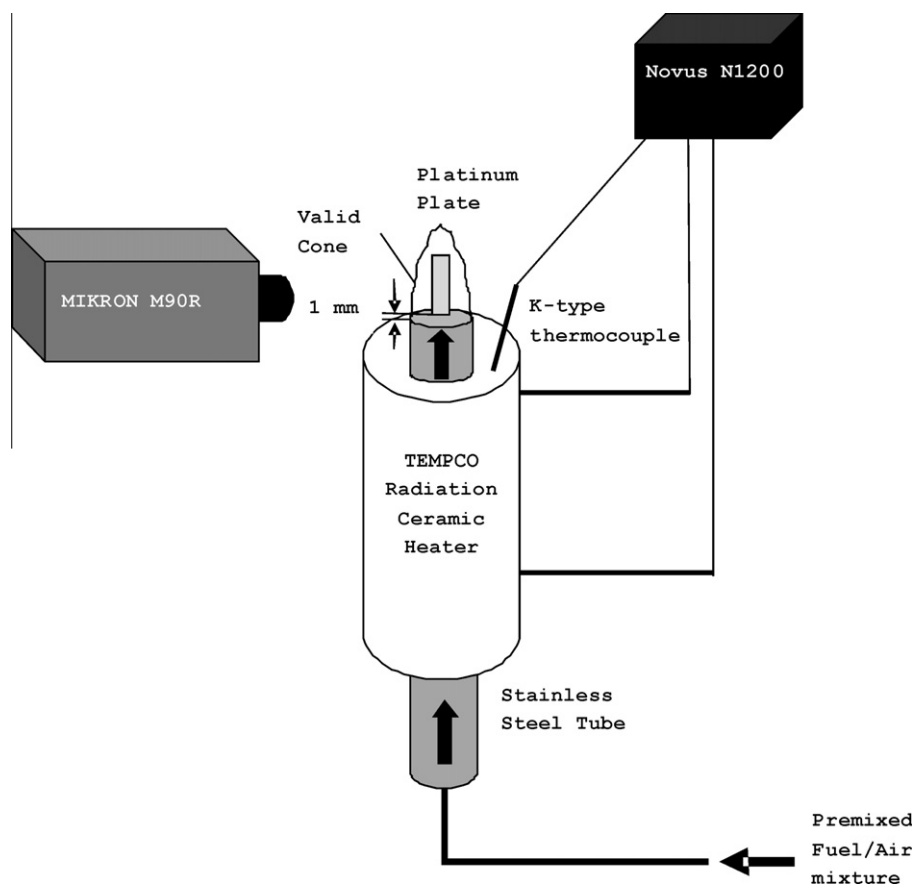 Novus N1200
Platinum
Plate
Valid
Cone
MIKRON M90R
1 mm
K-type
thermocouple
TEMPCO
Radiation
Ceramic
Heater
Stainless
Steel Tube
Premixed
Fuel/Air
mixture